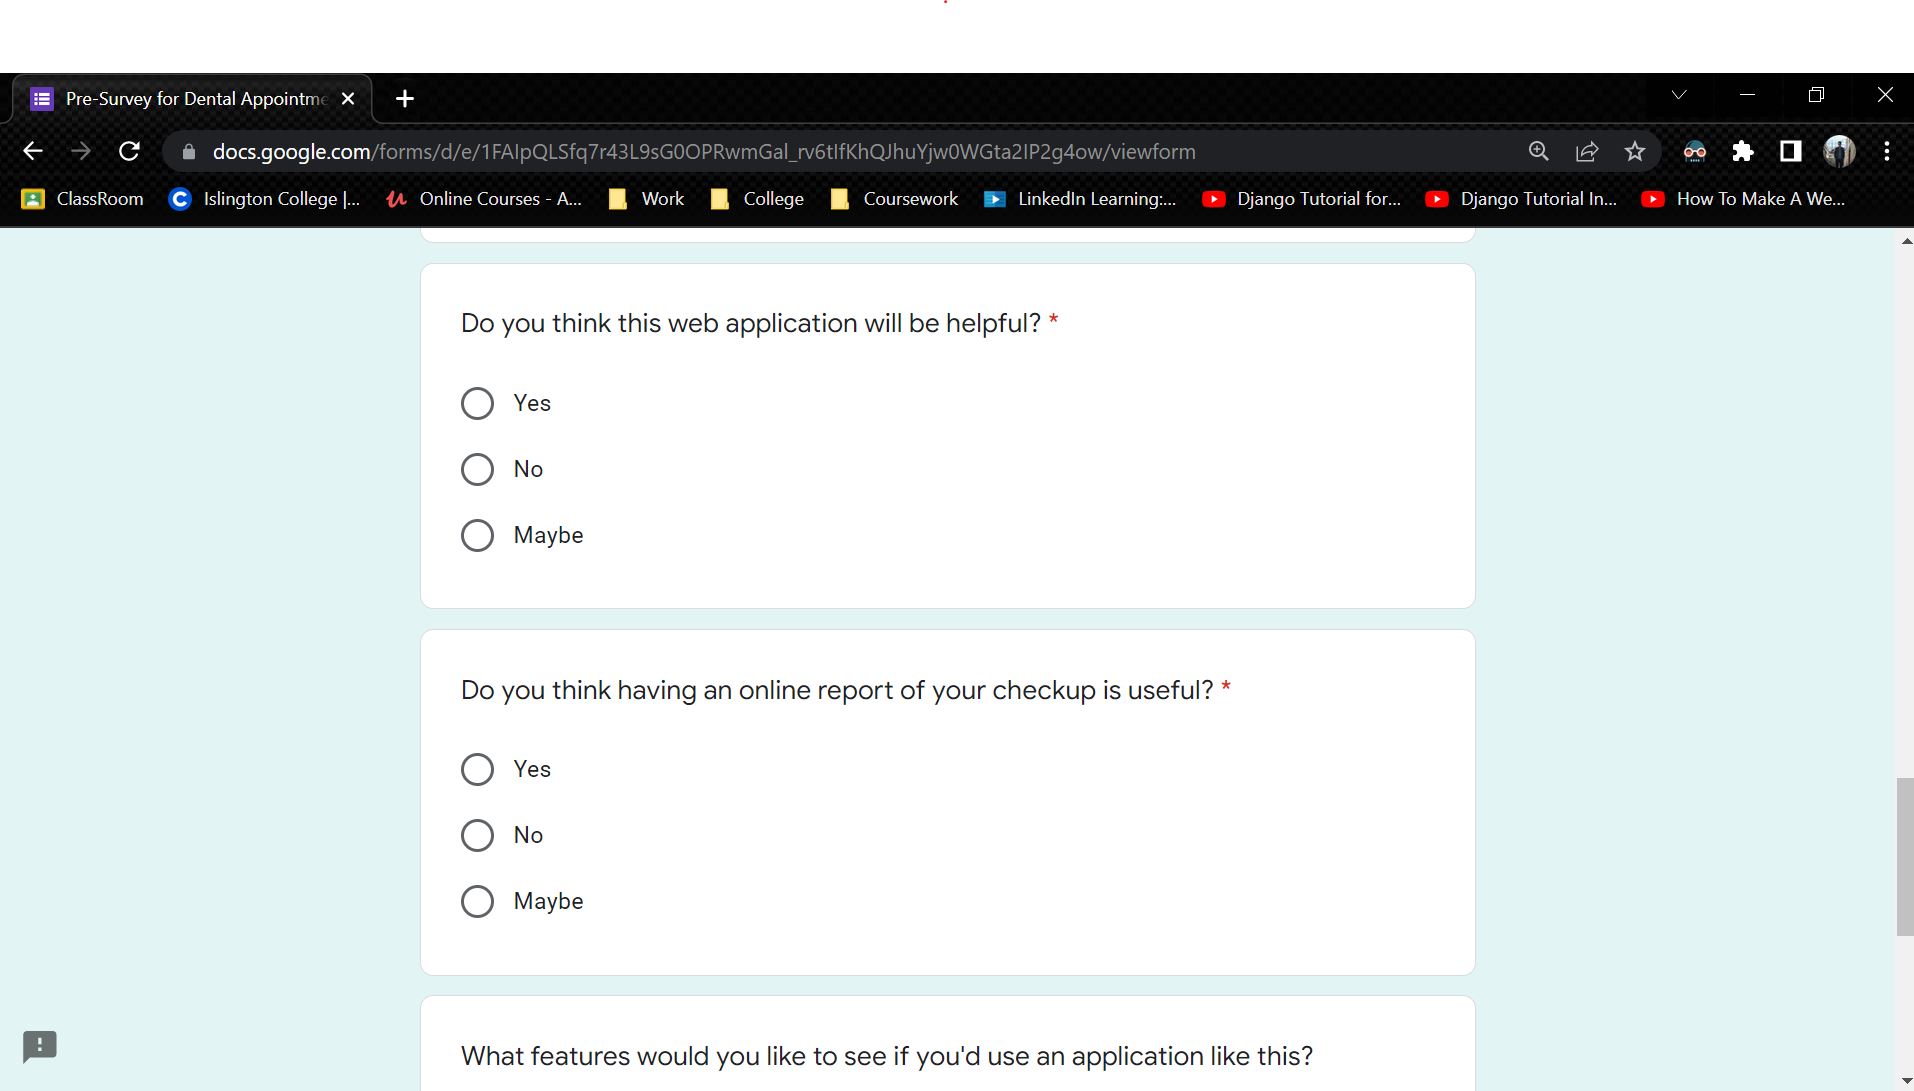 Pre-Survey for Dental Appointme
docs.google.com/forms/d/e/1FAIpQLSfq7r43L9sG0OPRwmGal_rv6tIfKhQJhuYjw0WGta2IP2g4ow/viewform
ClassRoom Islington College |... Online Courses - A... Work College Coursework LinkedIn Learning:... Django Tutorial for... Django Tutorial In... How To Make A We...
Do you think this web application will be helpful? *
Yes
No
Maybe
Do you think having an online report of your checkup is useful? *
Yes
No
Maybe
What features would you like to see if you'd use an application like this?